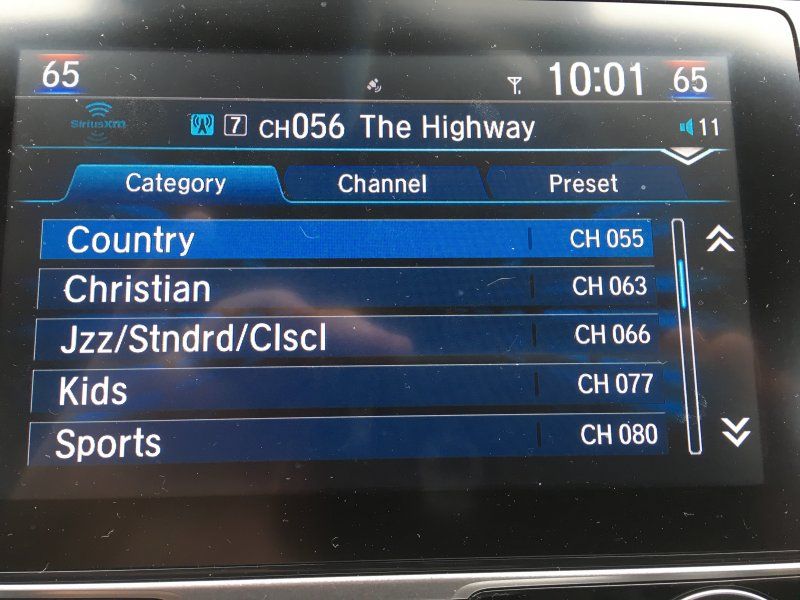 65 10:01 65
SiriusXM
7 CH056 The Highway 11
Category Channel Preset
Country CH 055
Christian CH 063
Jzz/Stndrd/Clscl CH 066
Kids CH 077
Sports CH 080